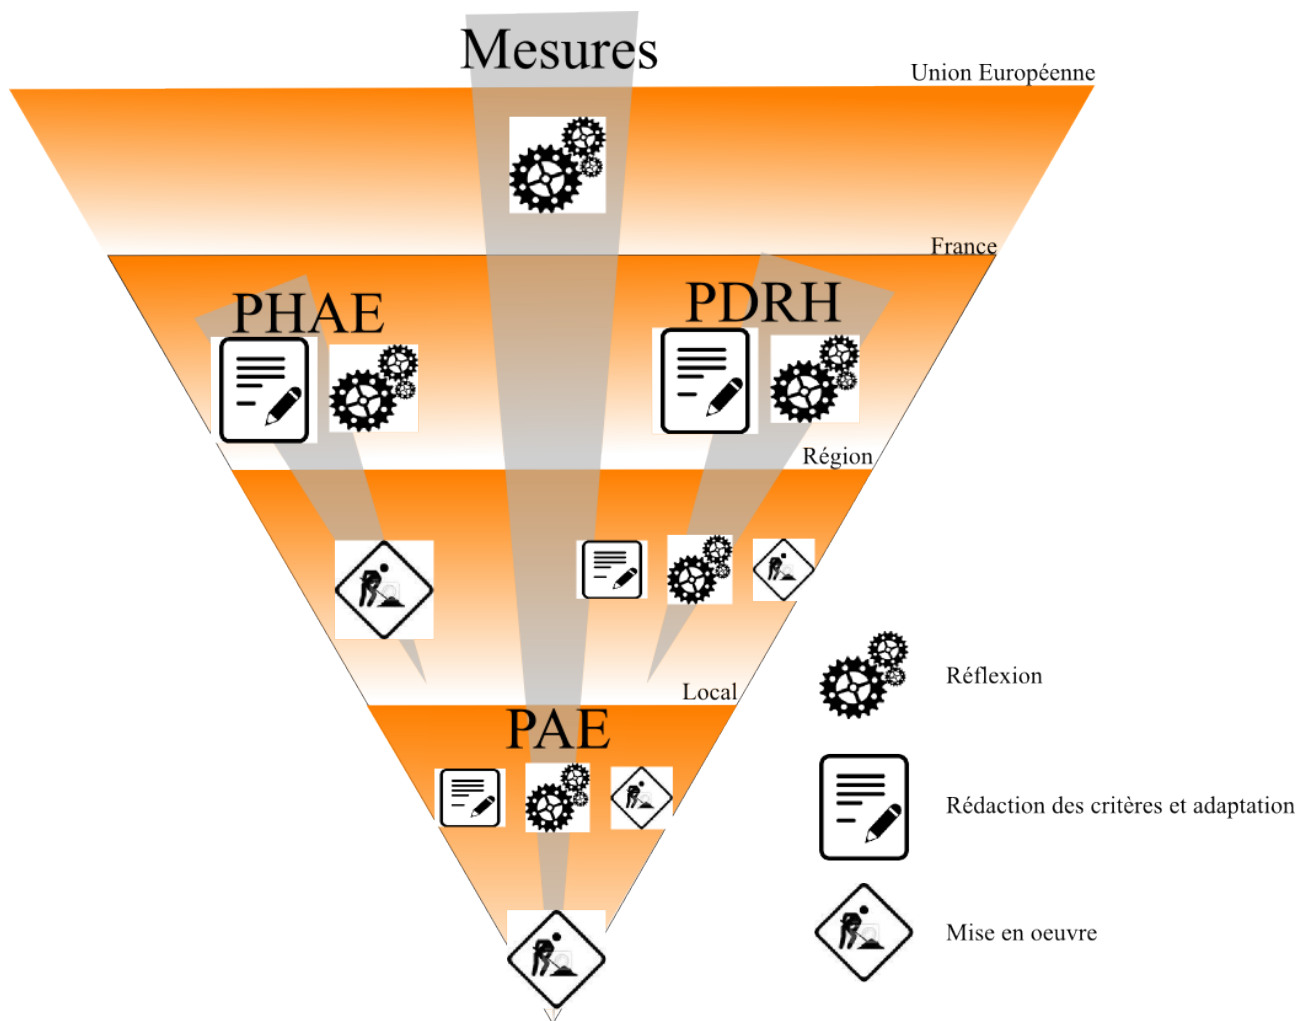 Mesures
Union Européenne
France
PHAE
PDRH
Région
Local
PAE
Réflexion
Rédaction des critères et adaptation
Mise en oeuvre